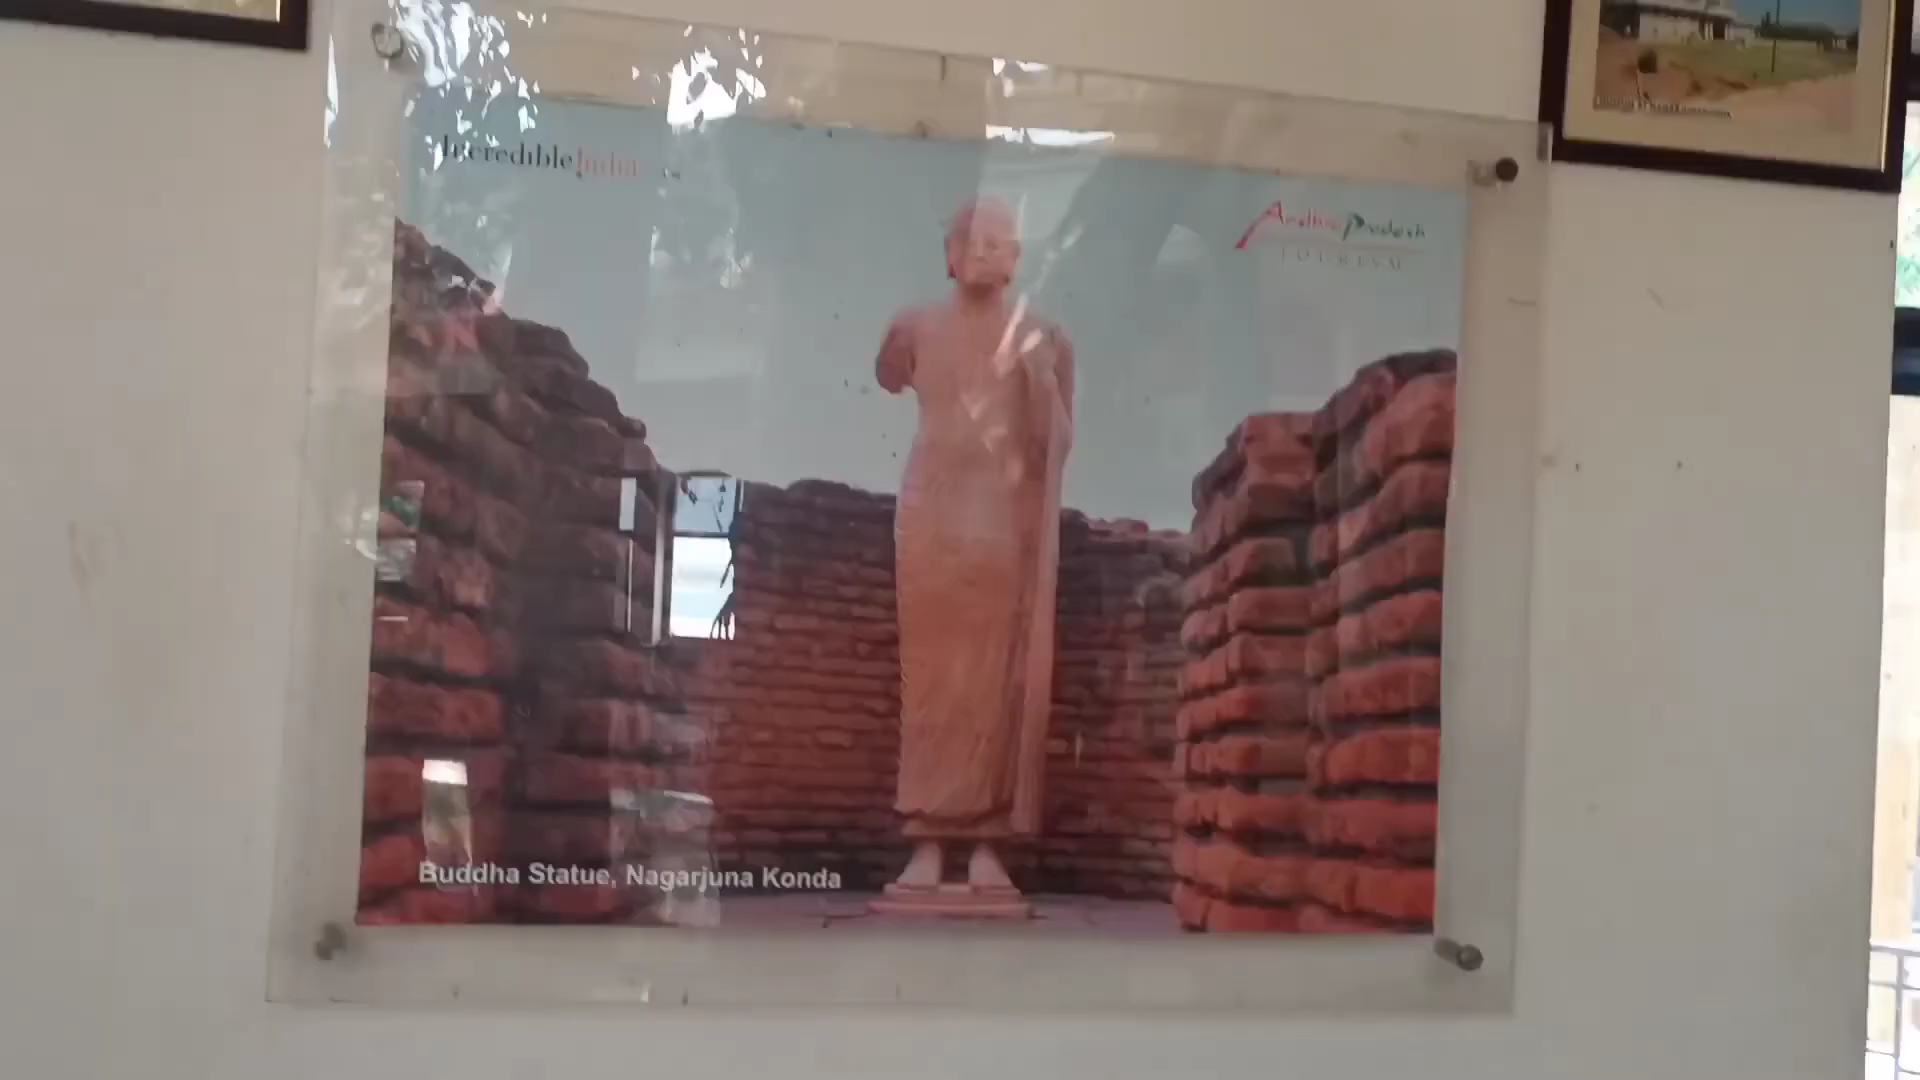 Incredible India
Andhra Pradesh
TOURISM
Buddha Statue, Nagarjuna Konda